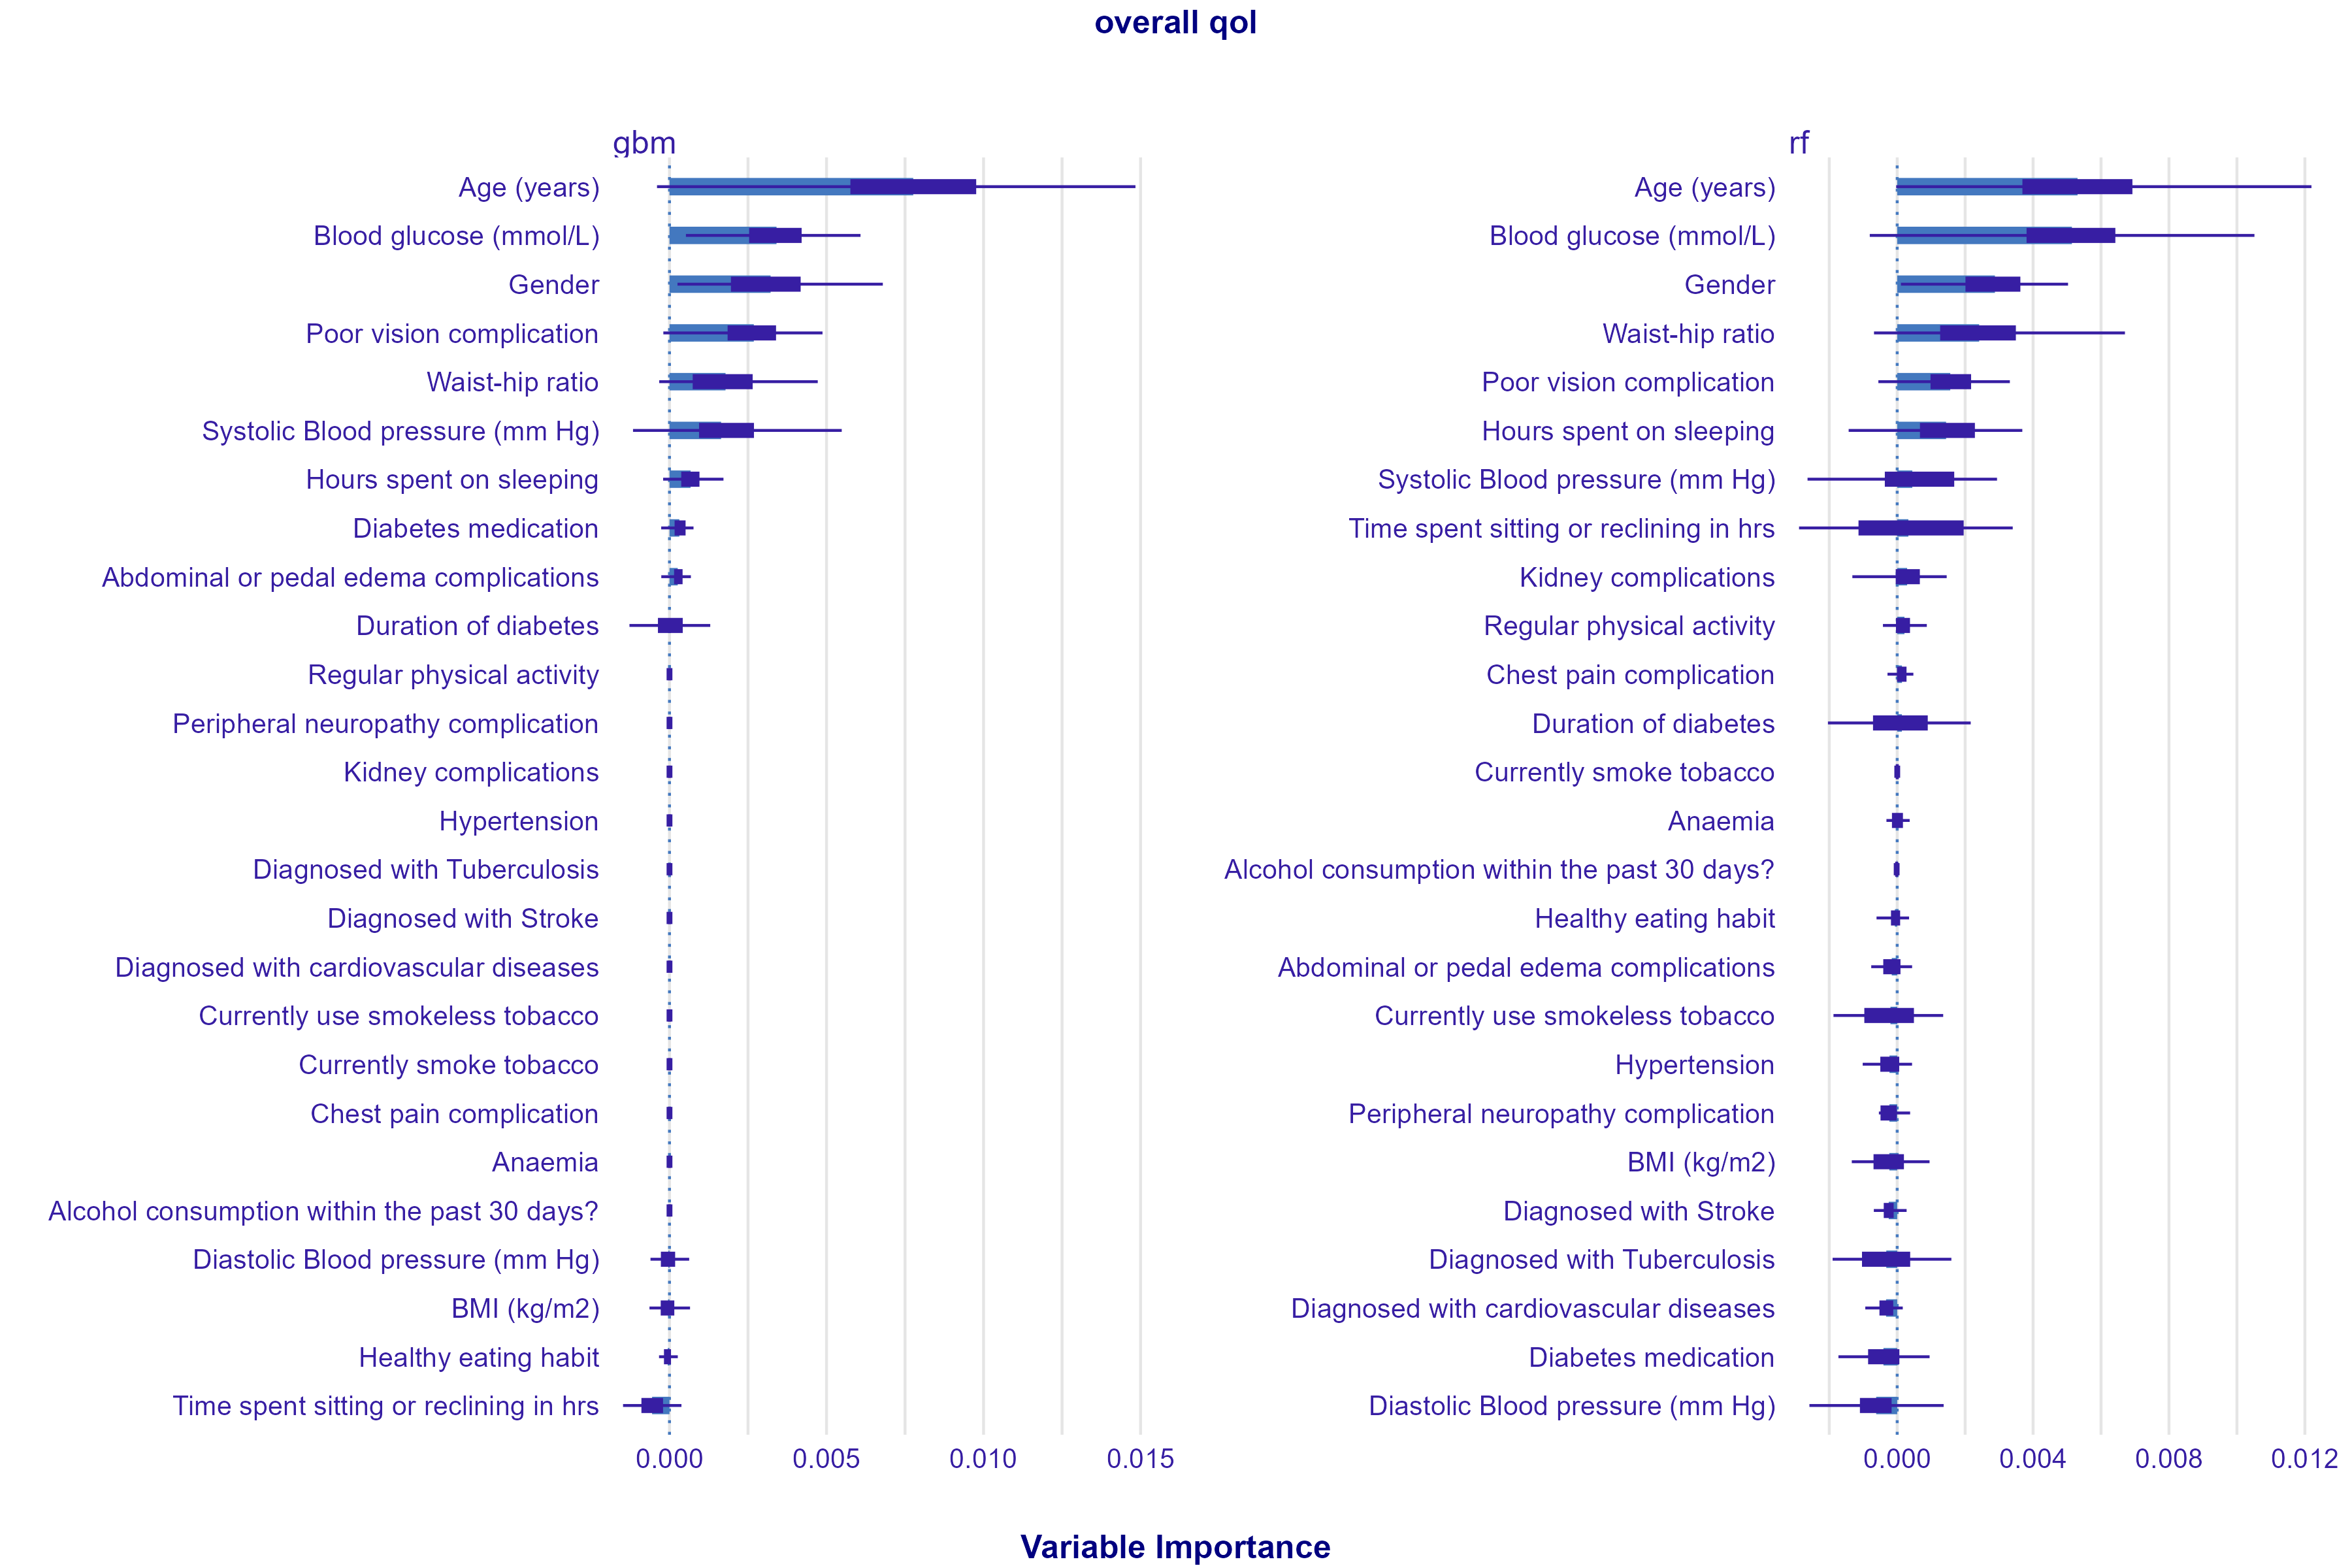 overall qol
gbm
Age (years)
Blood glucose (mmol/L)
Gender
Poor vision complication
Waist-hip ratio
Systolic Blood pressure (mm Hg)
Hours spent on sleeping
Diabetes medication
Abdominal or pedal edema complications
Duration of diabetes
Regular physical activity
Peripheral neuropathy complication
Kidney complications
Hypertension
Diagnosed with Tuberculosis
Diagnosed with Stroke
Diagnosed with cardiovascular diseases
Currently use smokeless tobacco
Currently smoke tobacco
Chest pain complication
Anaemia
Alcohol consumption within the past 30 days?
Diastolic Blood pressure (mm Hg)
BMI (kg/m2)
Healthy eating habit
Time spent sitting or reclining in hrs
0.000 0.005 0.010 0.015
rf
Age (years)
Blood glucose (mmol/L)
Gender
Waist-hip ratio
Poor vision complication
Hours spent on sleeping
Systolic Blood pressure (mm Hg)
Time spent sitting or reclining in hrs
Kidney complications
Regular physical activity
Chest pain complication
Duration of diabetes
Currently smoke tobacco
Anaemia
Alcohol consumption within the past 30 days?
Healthy eating habit
Abdominal or pedal edema complications
Currently use smokeless tobacco
Hypertension
Peripheral neuropathy complication
BMI (kg/m2)
Diagnosed with Stroke
Diagnosed with Tuberculosis
Diagnosed with cardiovascular diseases
Diabetes medication
Diastolic Blood pressure (mm Hg)
0.000 0.004 0.008 0.012
Variable Importance